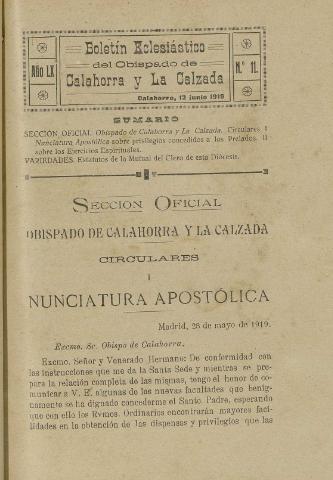 Boletín Eclesiástico
Año LX
del Obispado de
N.º 11.
Calahorra y La Calzada
Calahorra, 12 junio 1919
SUMARIO
SECCIÓN OFICIAL. Obispado de Calahorra y La Calzada. Circulares I
Nunciatura Apostólica sobre privilegios concedidos a los Prelados. II
sobre los Ejercicios Espirituales.
VARIEDADES. Estatutos de la Mutual del Clero de esta Diócesis.
SECCION OFICIAL
OBISPADO DE CALAHORRA Y LA CALZADA
CIRCULARES
I
NUNCIATURA APOSTÓLICA
Madrid, 28 de mayo de 1919.
Excmo. Sr. Obispo de Calahorra.
Excmo. Señor y Venerado Hermano: De conformidad con
las instrucciones que me da la Santa Sede y mientras se pre-
para la relación completa de las mismas, tengo el honor de co-
municar a V. E. algunas de las nuevas facultades que benig-
namente se ha dignado concederme el Santo. Padre, esperando
que con ello los Rvmos. Ordinarios encontrarán mayores faci-
lidades en la obtención de las dispensas y privilegios que las